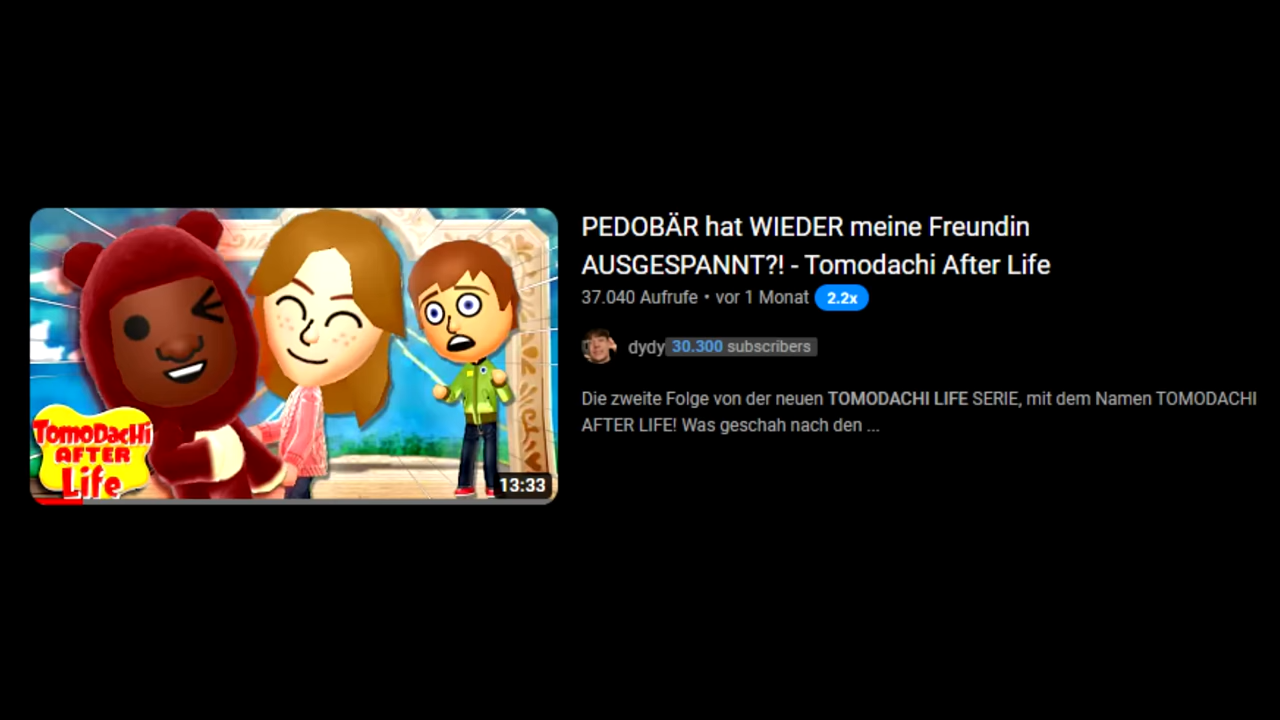 PEDOBÄR hat WIEDER meine Freundin
AUSGESPANNT?! - Tomodachi After Life
37.040 Aufrufe • vor 1 Monat 2.2x
dydy 30.300 subscribers
Die zweite Folge von der neuen TOMODACHI LIFE SERIE, mit dem Namen TOMODACHI
AFTER LIFE! Was geschah nach den ...
TomoDacHi
AFTER
Life
13:33